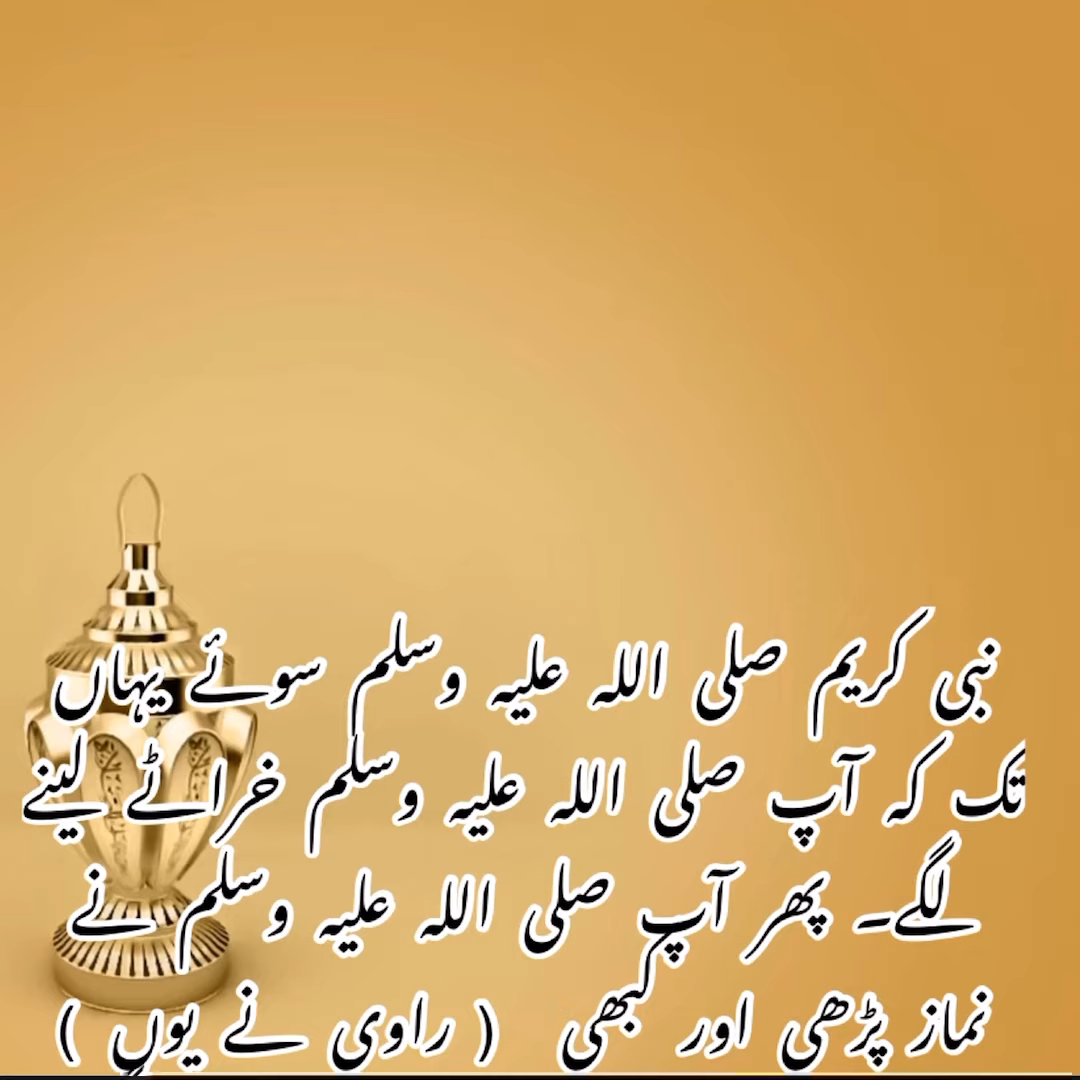 نبی کریم صلی اللہ علیہ وسلم سوئے یہاں
تک کہ آپ صلی اللہ علیہ وسلم خراٹے لینے
لگے۔ پھر آپ صلی اللہ علیہ وسلم نے
نماز پڑھی اور کبھی ( راوی نے یوں )